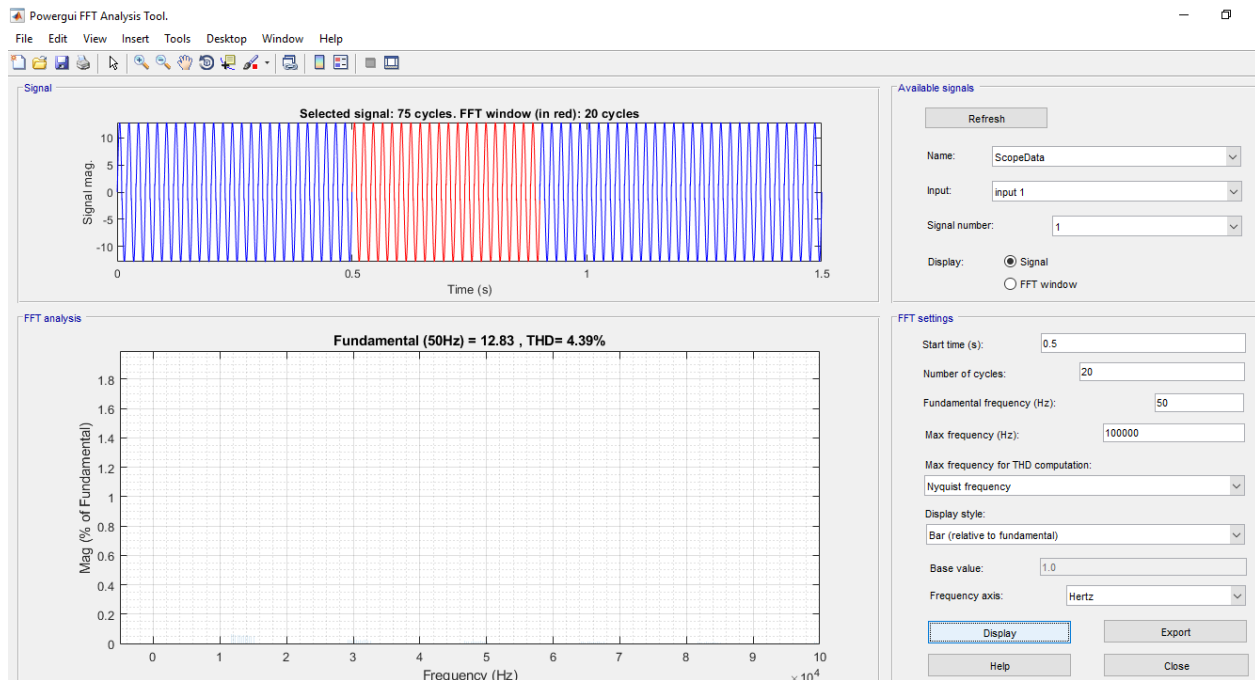 Powergui FFT Analysis Tool.
File Edit View Insert Tools Desktop Window Help
Signal
Selected signal: 75 cycles. FFT window (in red): 20 cycles
Signal mag.
10
5
0
-5
-10
0 0.5 1 1.5
Time (s)
FFT analysis
Fundamental (50Hz) = 12.83 , THD= 4.39%
Mag (% of Fundamental)
1.8
1.6
1.4
1.2
1
0.8
0.6
0.4
0.2
0
0 1 2 3 4 5 6 7 8 9 10
Frequency (Hz)
×10⁴
Available signals
Refresh
Name: ScopeData
Input: input 1
Signal number: 1
Display: Signal
FFT window
FFT settings
Start time (s): 0.5
Number of cycles: 20
Fundamental frequency (Hz): 50
Max frequency (Hz): 100000
Max frequency for THD computation:
Nyquist frequency
Display style:
Bar (relative to fundamental)
Base value: 1.0
Frequency axis: Hertz
Display Export
Help Close